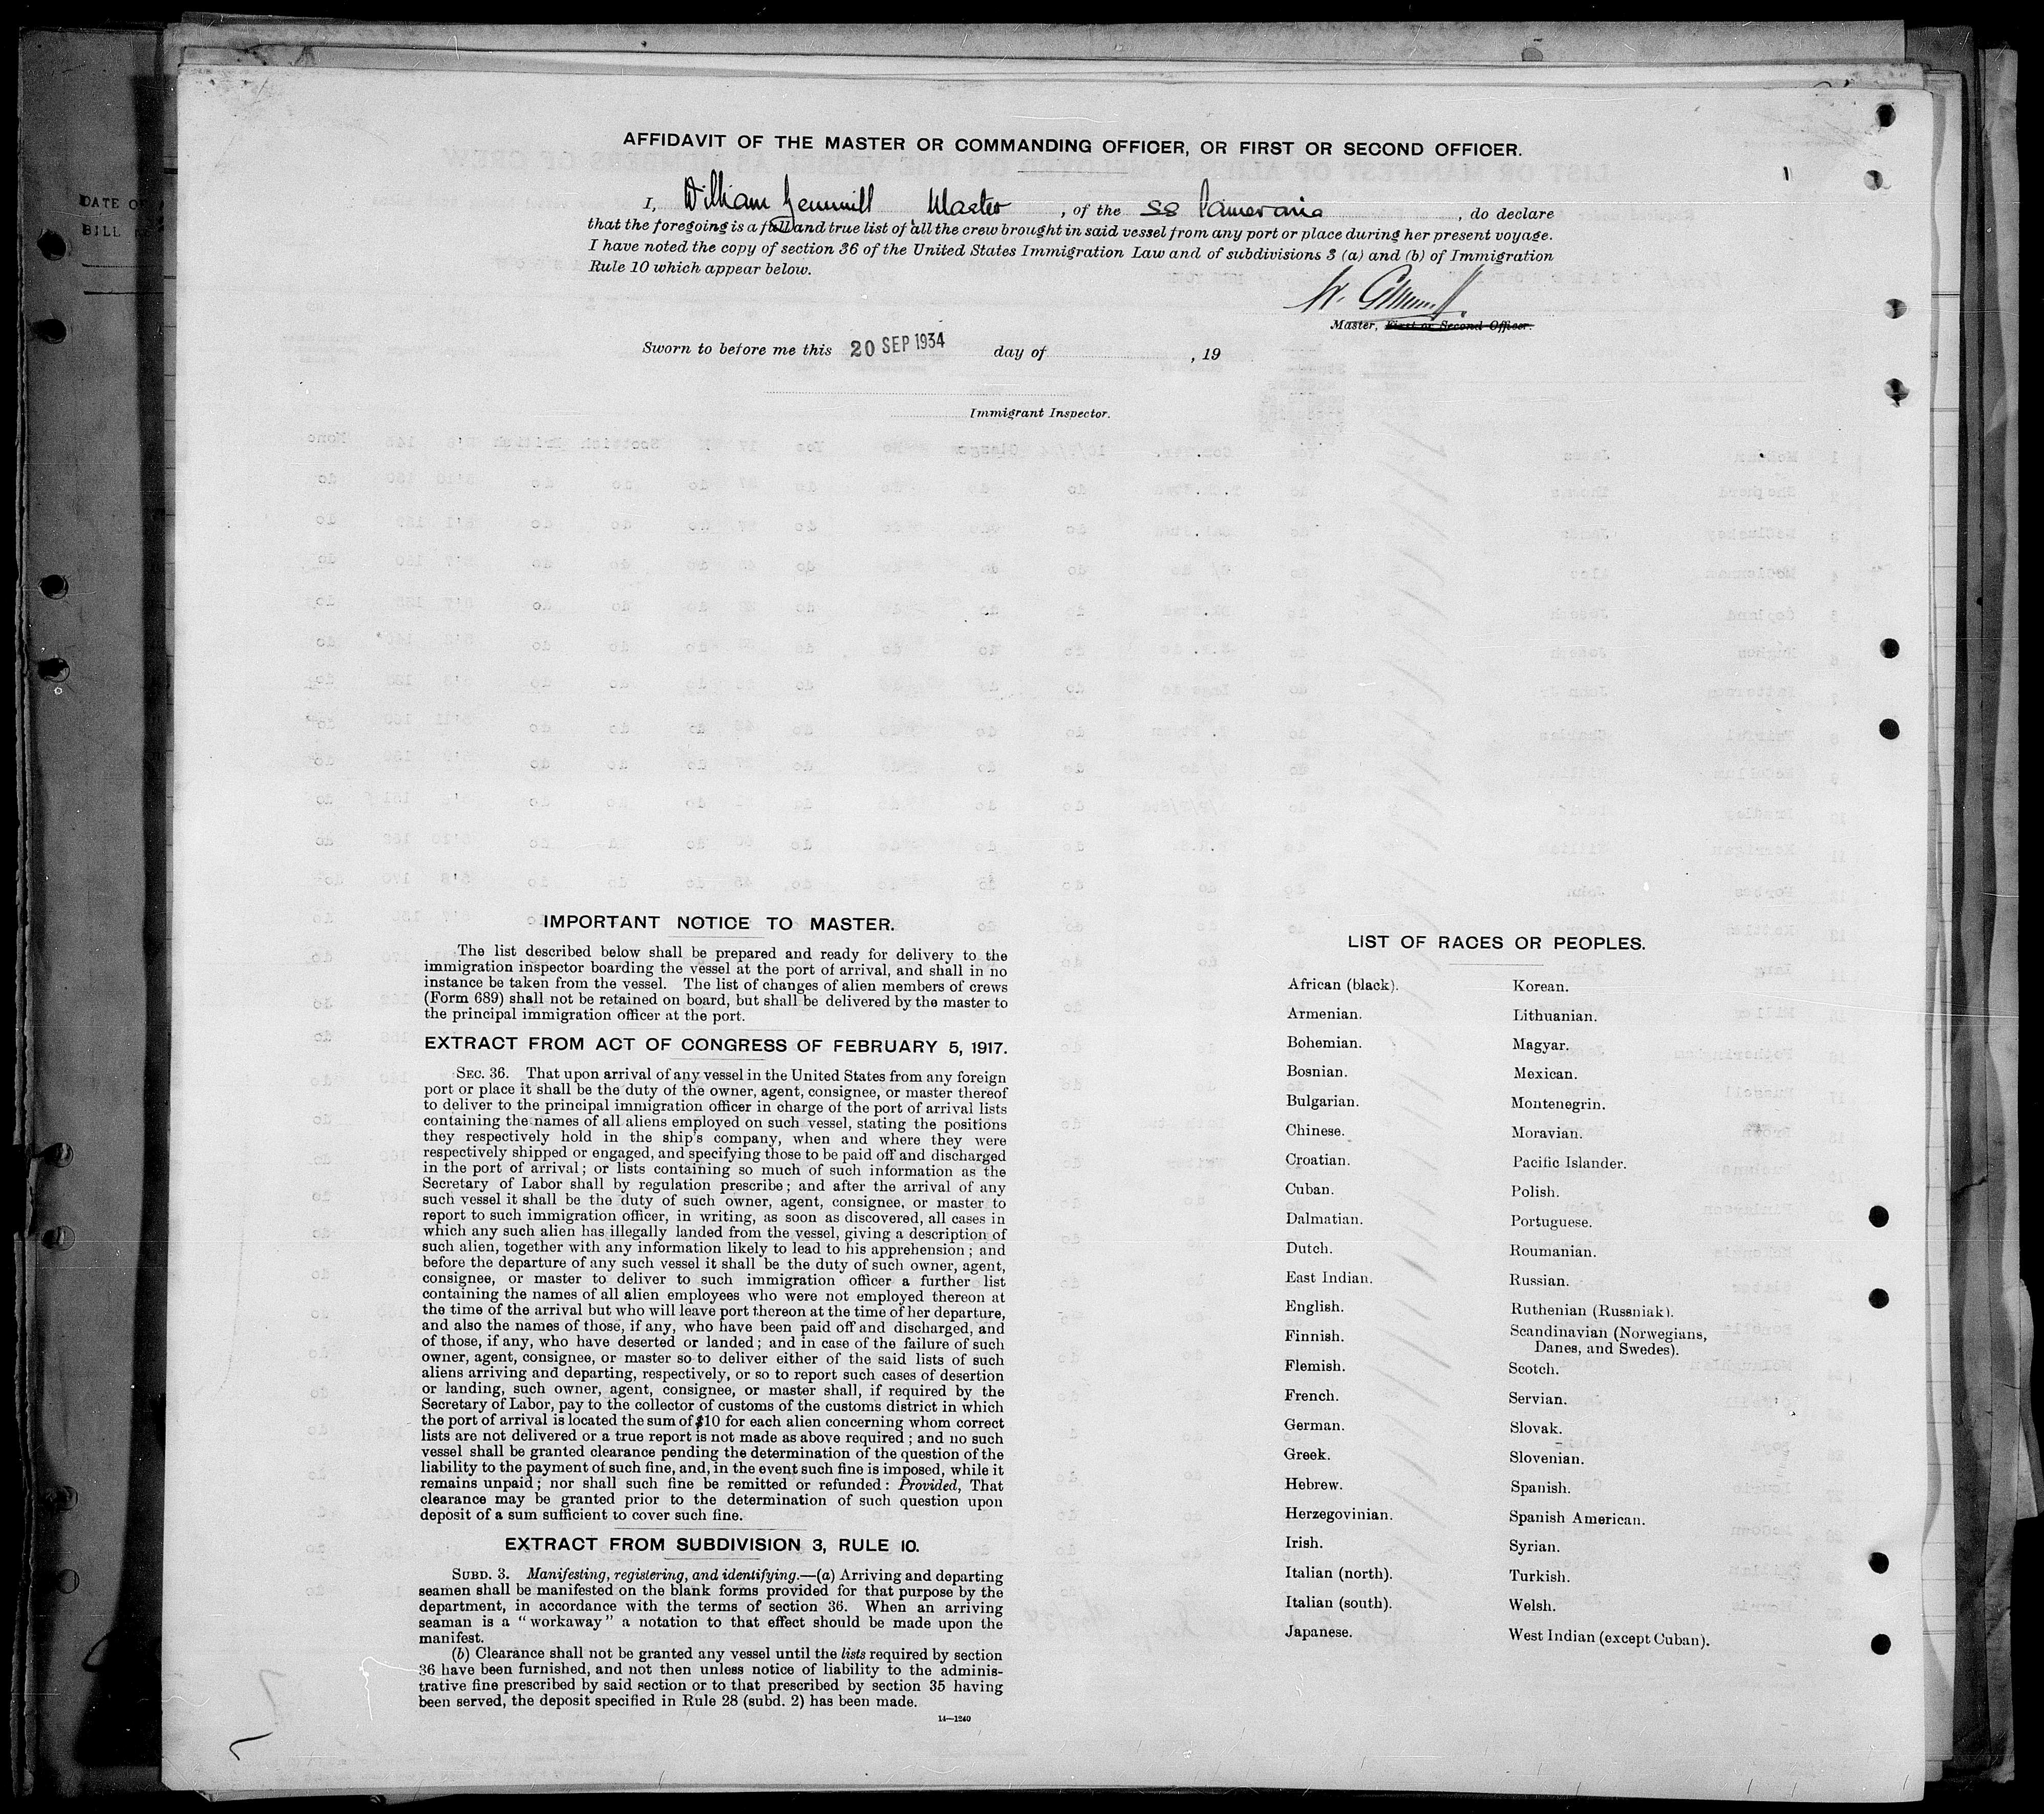 DATE O
BILL
AFFIDAVIT OF THE MASTER OR COMMANDING OFFICER, OR FIRST OR SECOND OFFICER.
I, William Gemmill Master, of the SS Cameronia, do declare
that the foregoing is a full and true list of all the crew brought in said vessel from any port or place during her present voyage.
I have noted the copy of section 36 of the United States Immigration Law and of subdivisions 3 (a) and (b) of Immigration
Rule 10 which appear below.
W. Gemmill
Master, First or Second Officer.
Sworn to before me this 20 SEP 1934 day of , 19
Immigrant Inspector.
IMPORTANT NOTICE TO MASTER.
The list described below shall be prepared and ready for delivery to the
immigration inspector boarding the vessel at the port of arrival, and shall in no
instance be taken from the vessel. The list of changes of alien members of crews
(Form 689) shall not be retained on board, but shall be delivered by the master to
the principal immigration officer at the port.
EXTRACT FROM ACT OF CONGRESS OF FEBRUARY 5, 1917.
SEC. 36. That upon arrival of any vessel in the United States from any foreign
port or place it shall be the duty of the owner, agent, consignee, or master thereof
to deliver to the principal immigration officer in charge of the port of arrival lists
containing the names of all aliens employed on such vessel, stating the positions
they respectively hold in the ship's company, when and where they were
respectively shipped or engaged, and specifying those to be paid off and discharged
in the port of arrival; or lists containing so much of such information as the
Secretary of Labor shall by regulation prescribe; and after the arrival of any
such vessel it shall be the duty of such owner, agent, consignee, or master to
report to such immigration officer, in writing, as soon as discovered, all cases in
which any such alien has illegally landed from the vessel, giving a description of
such alien, together with any information likely to lead to his apprehension; and
before the departure of any such vessel it shall be the duty of such owner, agent,
consignee, or master to deliver to such immigration officer a further list
containing the names of all alien employees who were not employed thereon at
the time of the arrival but who will leave port thereon at the time of her departure,
and also the names of those, if any, who have been paid off and discharged, and
of those, if any, who have deserted or landed; and in case of the failure of such
owner, agent, consignee, or master so to deliver either of the said lists of such
aliens arriving and departing, respectively, or so to report such cases of desertion
or landing, such owner, agent, consignee, or master shall, if required by the
Secretary of Labor, pay to the collector of customs of the customs district in which
the port of arrival is located the sum of $10 for each alien concerning whom correct
lists are not delivered or a true report is not made as above required; and no such
vessel shall be granted clearance pending the determination of the question of the
liability to the payment of such fine, and, in the event such fine is imposed, while it
remains unpaid; nor shall such fine be remitted or refunded: Provided, That
clearance may be granted prior to the determination of such question upon
deposit of a sum sufficient to cover such fine.
EXTRACT FROM SUBDIVISION 3, RULE 10.
SUBD. 3. Manifesting, registering, and identifying.—(a) Arriving and departing
seamen shall be manifested on the blank forms provided for that purpose by the
department, in accordance with the terms of section 36. When an arriving
seaman is a "workaway" a notation to that effect should be made upon the
manifest.
(b) Clearance shall not be granted any vessel until the lists required by section
36 have been furnished, and not then unless notice of liability to the adminis-
trative fine prescribed by said section or to that prescribed by section 35 having
been served, the deposit specified in Rule 28 (subd. 2) has been made.
14—1240
LIST OF RACES OR PEOPLES.
African (black).
Armenian.
Bohemian.
Bosnian.
Bulgarian.
Chinese.
Croatian.
Cuban.
Dalmatian.
Dutch.
East Indian.
English.
Finnish.
Flemish.
French.
German.
Greek.
Hebrew.
Herzegovinian.
Irish.
Italian (north).
Italian (south).
Japanese.
Korean.
Lithuanian.
Magyar.
Mexican.
Montenegrin.
Moravian.
Pacific Islander.
Polish.
Portuguese.
Roumanian.
Russian.
Ruthenian (Russniak).
Scandinavian (Norwegians,
Danes, and Swedes).
Scotch.
Servian.
Slovak.
Slovenian.
Spanish.
Spanish American.
Syrian.
Turkish.
Welsh.
West Indian (except Cuban).